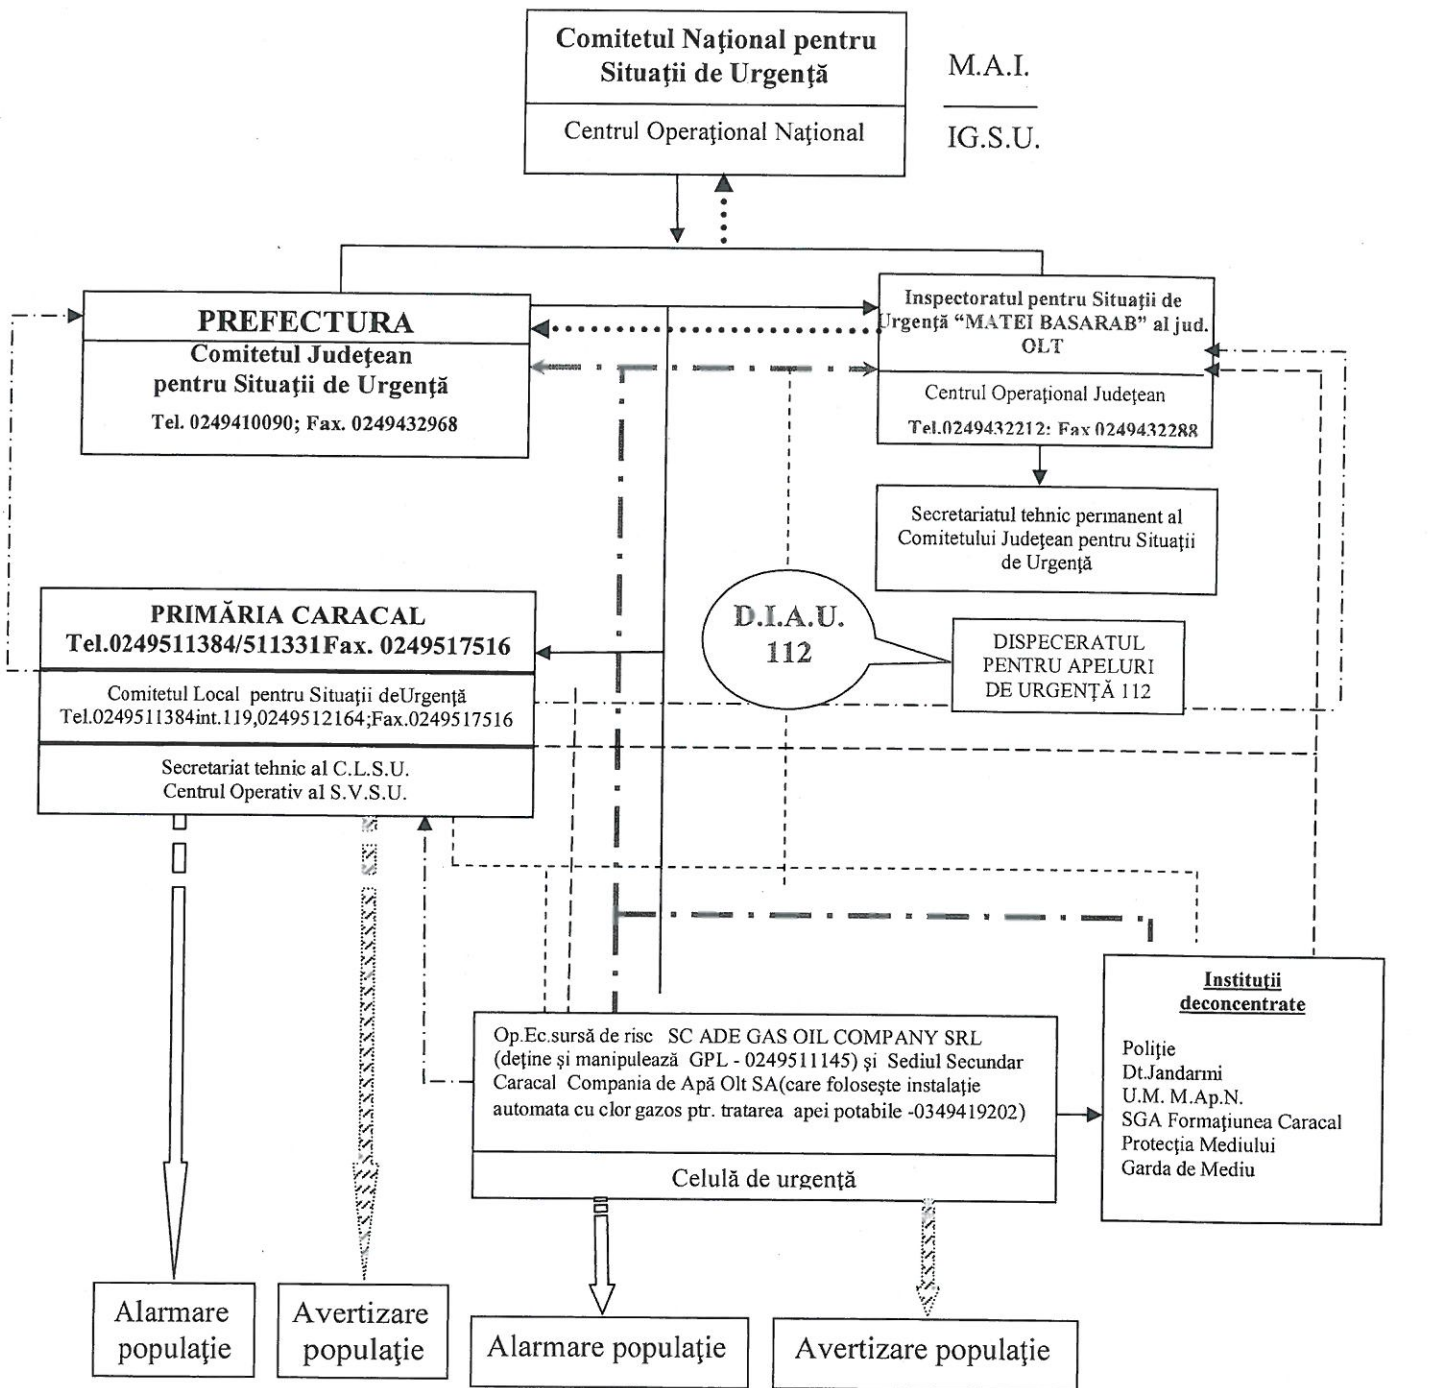 Comitetul Naţional pentru
Situaţii de Urgenţă
Centrul Operaţional Naţional
M.A.I.
IG.S.U.
PREFECTURA
Comitetul Judeţean
pentru Situaţii de Urgenţă
Tel. 0249410090; Fax. 0249432968
Inspectoratul pentru Situaţii de
Urgenţă “MATEI BASARAB” al jud.
OLT
Centrul Operaţional Judeţean
Tel.0249432212: Fax 0249432288
Secretariatul tehnic permanent al
Comitetului Judeţean pentru Situaţii
de Urgenţă
PRIMĂRIA CARACAL
Tel.0249511384/511331Fax. 0249517516
Comitetul Local pentru Situaţii deUrgenţă
Tel.0249511384int.119,0249512164;Fax.0249517516
Secretariat tehnic al C.L.S.U.
Centrul Operativ al S.V.S.U.
D.I.A.U.
112
DISPECERATUL
PENTRU APELURI
DE URGENŢĂ 112
Op.Ec.sursă de risc SC ADE GAS OIL COMPANY SRL
(deţine şi manipulează GPL - 0249511145) şi Sediul Secundar
Caracal Compania de Apă Olt SA(care foloseşte instalaţie
automata cu clor gazos ptr. tratarea apei potabile -0349419202)
Celulă de urgenţă
Instituţii
deconcentrate
Poliţie
Dt.Jandarmi
U.M. M.Ap.N.
SGA Formaţiunea Caracal
Protecţia Mediului
Garda de Mediu
Alarmare
populaţie
Avertizare
populaţie
Alarmare populaţie
Avertizare populaţie